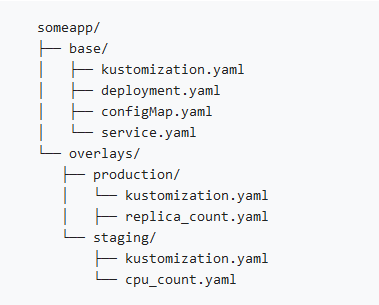 someapp/
├── base/
│   ├── kustomization.yaml
│   ├── deployment.yaml
│   ├── configMap.yaml
│   └── service.yaml
└── overlays/
    ├── production/
    │   └── kustomization.yaml
    │   ├── replica_count.yaml
    └── staging/
        ├── kustomization.yaml
        └── cpu_count.yaml